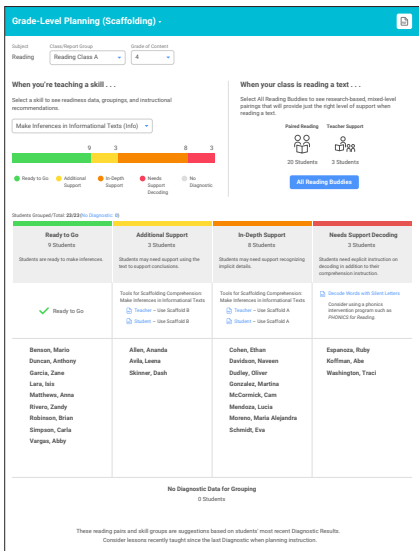 Grade-Level Planning (Scaffolding)
Subject
Class/Report Group
Grade of Content
Reading
Reading Class A
4
When you're teaching a skill . . .
Select a skill to see readiness data, groupings, and instructional
recommendations.
Make Inferences in Informational Texts (Info)
9 3 8 3
Ready to Go
Additional
Support
In-Depth
Support
Needs
Support
Decoding
No
Diagnostic
When your class is reading a text . . .
Select All Reading Buddies to see research-based, mixed-level
pairings that will provide just the right level of support when
reading a text.
Paired Reading
Teacher Support
20 Students
3 Students
All Reading Buddies
Students Grouped/Total: 23/23 (No Diagnostic: 0)
Ready to Go
9 Students
Students are ready to make inferences.
Ready to Go
Benson, Mario
Duncan, Anthony
Garcia, Zane
Lara, Isis
Matthews, Anna
Rivero, Zandy
Robinson, Brian
Simpson, Carla
Vargas, Abby
Additional Support
3 Students
Students may need support using the
text to support conclusions.
Tools for Scaffolding Comprehension:
Make Inferences in Informational Texts
Teacher – Use Scaffold B
Student – Use Scaffold B
Allen, Ananda
Avila, Leena
Skinner, Dash
In-Depth Support
8 Students
Students may need support recognizing
implicit details.
Tools for Scaffolding Comprehension:
Make Inferences in Informational Texts
Teacher – Use Scaffold A
Student – Use Scaffold A
Cohen, Ethan
Davidson, Naveen
Dudley, Oliver
Gonzalez, Martina
McCormick, Cam
Mendoza, Lucia
Moreno, Maria Alejandra
Schmidt, Eva
Needs Support Decoding
3 Students
Students need explicit instruction on
decoding in addition to their
comprehension instruction.
Decode Words with Silent Letters
Consider using a phonics
intervention program such as
PHONICS for Reading.
Espanoza, Ruby
Koffman, Abe
Washington, Traci
No Diagnostic Data for Grouping
0 Students
These reading pairs and skill groups are suggestions based on students' most recent Diagnostic Results.
Consider lessons recently taught since the last Diagnostic when planning instruction.